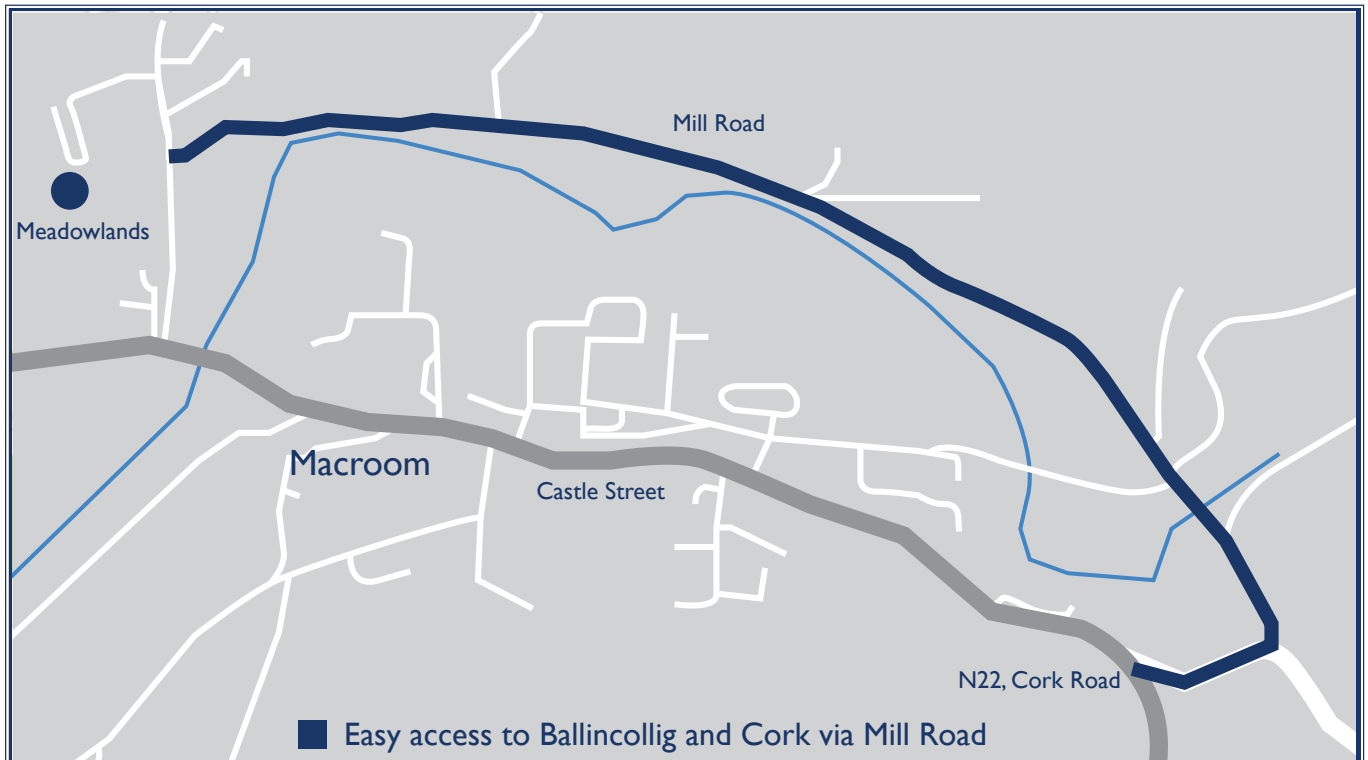 Mill Road
Meadowlands
Macroom
Castle Street
N22, Cork Road
Easy access to Ballincollig and Cork via Mill Road